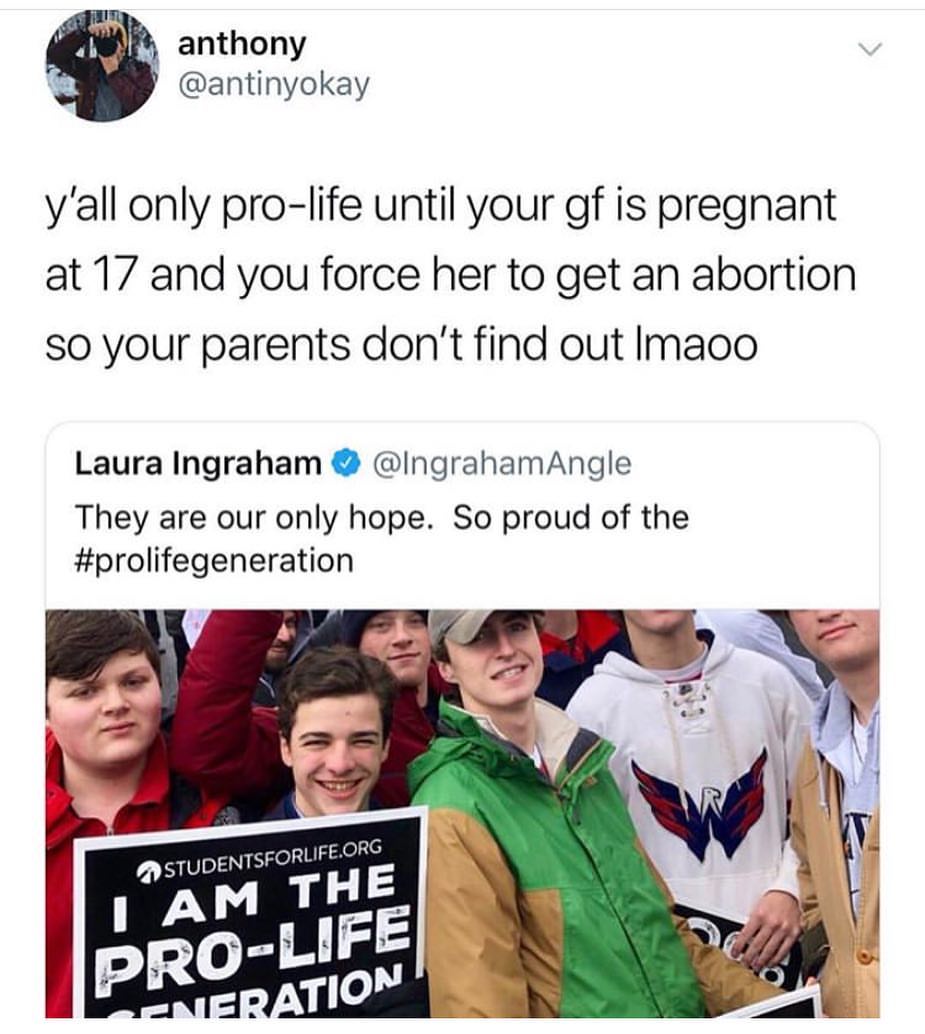 anthony
@antinyokay
y'all only pro-life until your gf is pregnant
at 17 and you force her to get an abortion
so your parents don't find out lmaoo
Laura Ingraham @IngrahamAngle
They are our only hope.  So proud of the
#prolifegeneration
STUDENTSFORLIFE.ORG
I AM THE
PRO-LIFE
GENERATION